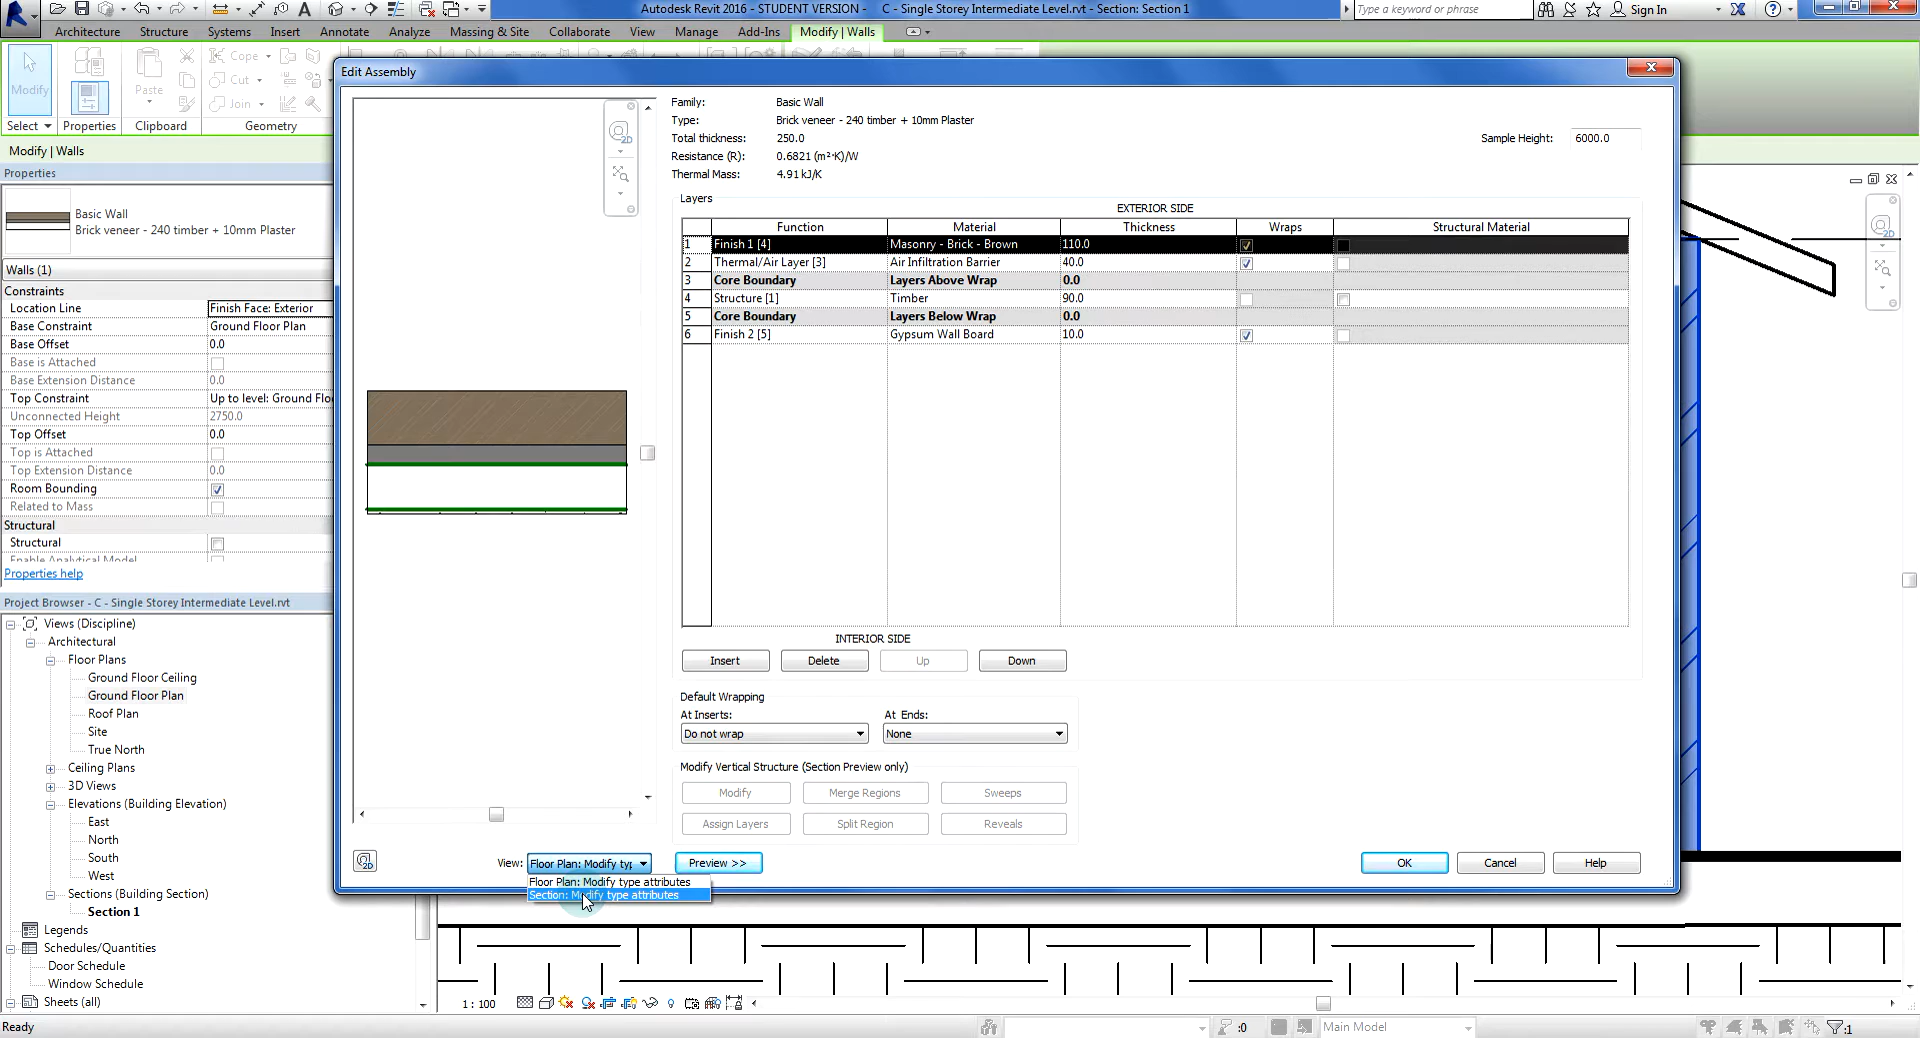 Autodesk Revit 2016 - STUDENT VERSION - C - Single Storey Intermediate Level.rvt - Section: Section 1
Type a keyword or phrase
Sign In
Architecture Structure Systems Insert Annotate Analyze Massing & Site Collaborate View Manage Add-Ins Modify | Walls
Modify
Paste
Cope
Cut
Join
Select Properties Clipboard Geometry
Modify | Walls
Properties
Basic Wall
Brick veneer - 240 timber + 10mm Plaster
Walls (1)
Constraints
Location Line Finish Face: Exterior
Base Constraint Ground Floor Plan
Base Offset 0.0
Base is Attached
Base Extension Distance 0.0
Top Constraint Up to level: Ground Flo
Unconnected Height 2750.0
Top Offset 0.0
Top is Attached
Top Extension Distance 0.0
Room Bounding
Related to Mass
Structural
Structural
Enable Analytical Model
Properties help
Project Browser - C - Single Storey Intermediate Level.rvt
Views (Discipline)
Architectural
Floor Plans
Ground Floor Ceiling
Ground Floor Plan
Roof Plan
Site
True North
Ceiling Plans
3D Views
Elevations (Building Elevation)
East
North
South
West
Sections (Building Section)
Section 1
Legends
Schedules/Quantities
Door Schedule
Window Schedule
Sheets (all)
Edit Assembly
Family: Basic Wall
Type: Brick veneer - 240 timber + 10mm Plaster
Total thickness: 250.0
Resistance (R): 0.6821 (m²·K)/W
Thermal Mass: 4.91 kJ/K
Sample Height: 6000.0
Layers
EXTERIOR SIDE
Function Material Thickness Wraps Structural Material
1 Finish 1 [4] Masonry - Brick - Brown 110.0
2 Thermal/Air Layer [3] Air Infiltration Barrier 40.0
3 Core Boundary Layers Above Wrap 0.0
4 Structure [1] Timber 90.0
5 Core Boundary Layers Below Wrap 0.0
6 Finish 2 [5] Gypsum Wall Board 10.0
INTERIOR SIDE
Insert Delete Up Down
Default Wrapping
At Inserts: At Ends:
Do not wrap None
Modify Vertical Structure (Section Preview only)
Modify Merge Regions Sweeps
Assign Layers Split Region Reveals
2D
View: Floor Plan: Modify ty
Preview >>
OK Cancel Help
Floor Plan: Modify type attributes
Section: Modify type attributes
1 : 100
Ready
:0
Main Model
:1